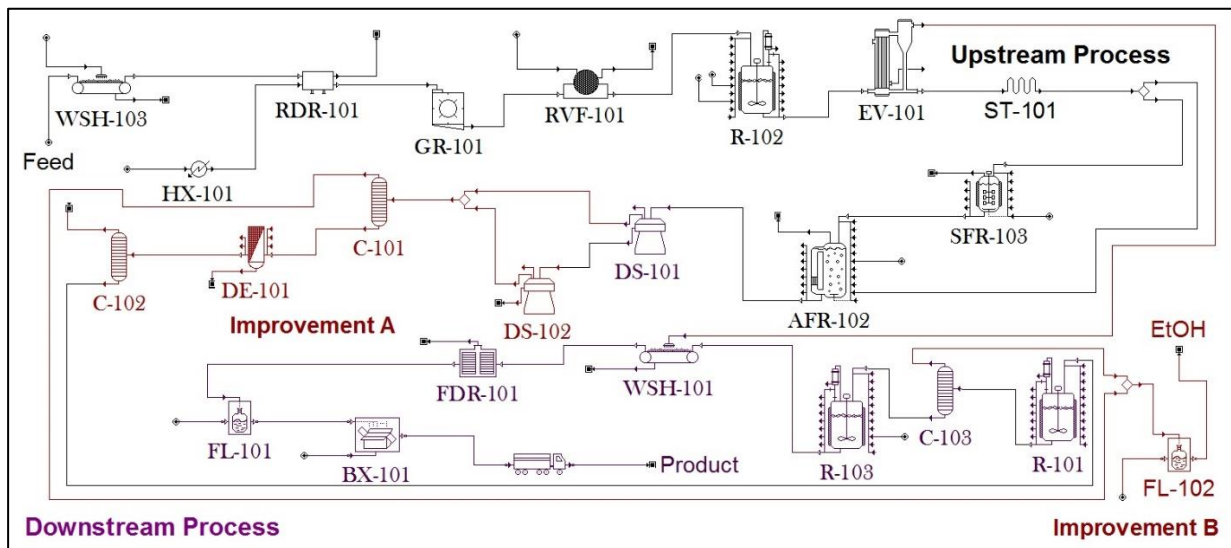 Upstream Process
WSH-103
RDR-101
GR-101
RVF-101
R-102
EV-101
ST-101
Feed
HX-101
SFR-103
C-101
DS-101
C-102
DE-101
DS-102
AFR-102
Improvement A
EtOH
FDR-101
WSH-101
FL-101
BX-101
Product
R-103
C-103
R-101
FL-102
Downstream Process
Improvement B